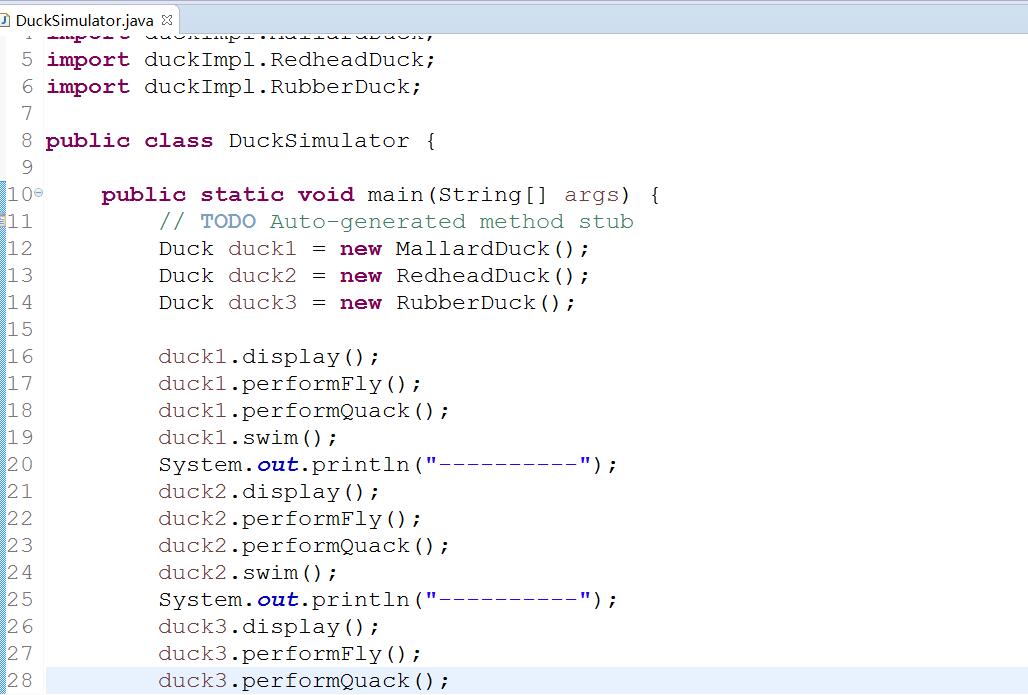 DuckSimulator.java
import duckImpl.MallardDuck;
5 import duckImpl.RedheadDuck;
6 import duckImpl.RubberDuck;
7
8 public class DuckSimulator {
9
10 public static void main(String[] args) {
11 // TODO Auto-generated method stub
12 Duck duck1 = new MallardDuck();
13 Duck duck2 = new RedheadDuck();
14 Duck duck3 = new RubberDuck();
15
16 duck1.display();
17 duck1.performFly();
18 duck1.performQuack();
19 duck1.swim();
20 System.out.println("----------");
21 duck2.display();
22 duck2.performFly();
23 duck2.performQuack();
24 duck2.swim();
25 System.out.println("----------");
26 duck3.display();
27 duck3.performFly();
28 duck3.performQuack();